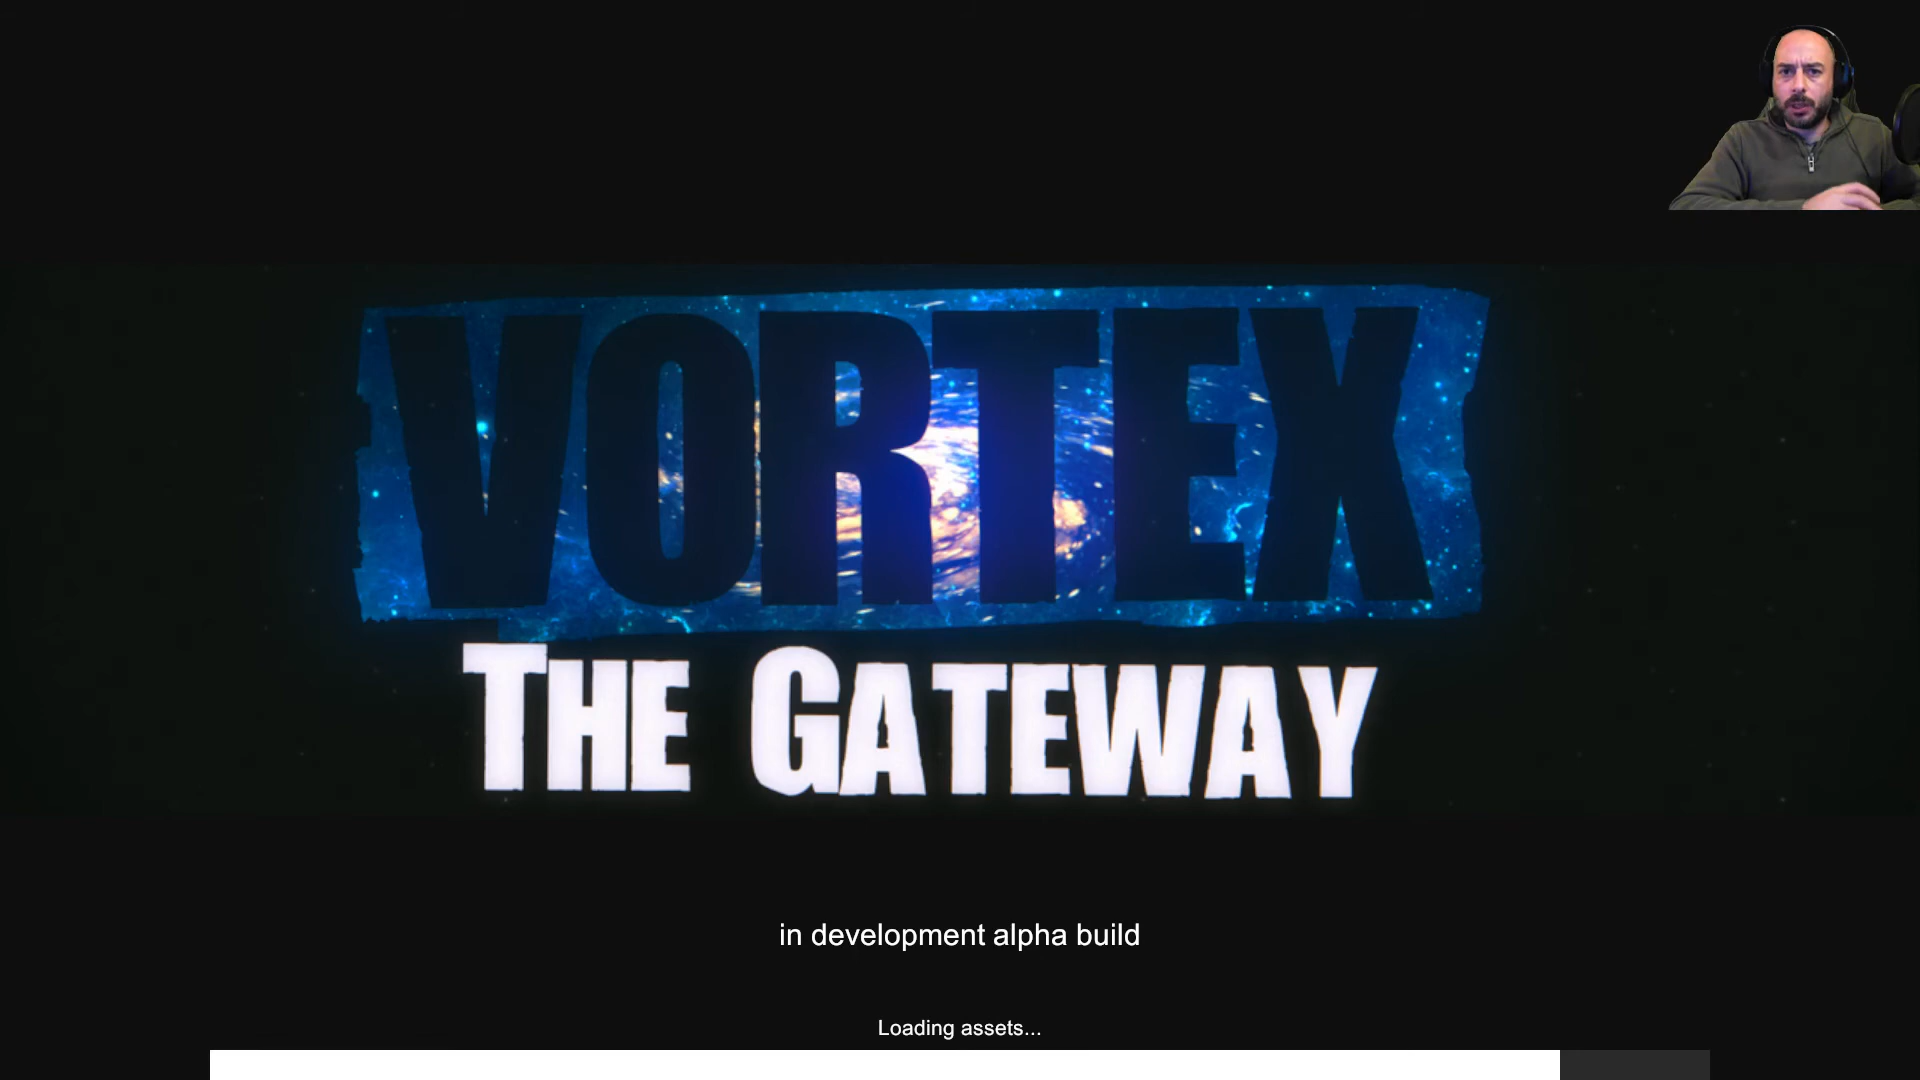 VORTEX
THE GATEWAY
in development alpha build
Loading assets...